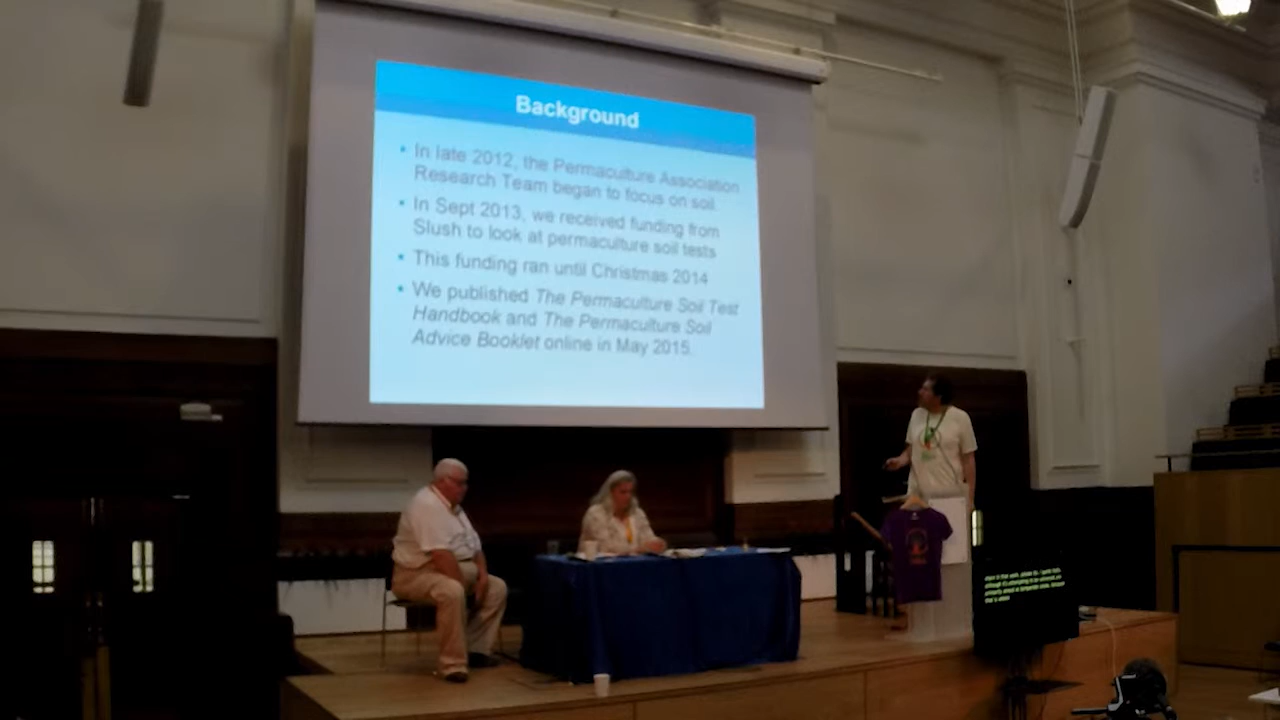 Background
• In late 2012, the Permaculture Association
Research Team began to focus on soil
• In Sept 2013, we received funding from
Slush to look at permaculture soil tests
• This funding ran until Christmas 2014
• We published The Permaculture Soil Test
Handbook and The Permaculture Soil
Advice Booklet online in May 2015.